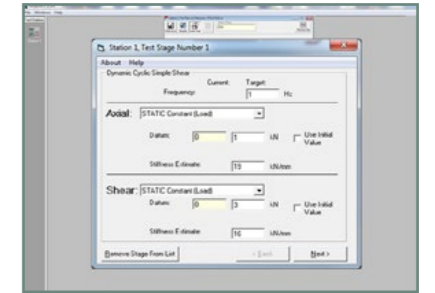 Station 1, Test Stage Number 1
About Help
Dynamic Cyclic Simple Shear
Current: Target:
Frequency: 1 Hz
Axial: STATIC Constant (Load)
Datum: 0 1 kN Use Initial Value
Stiffness Estimate: 19 kN/mm
Shear: STATIC Constant (Load)
Datum: 0 3 kN Use Initial Value
Stiffness Estimate: 16 kN/mm
Remove Stage From List < Back Next >